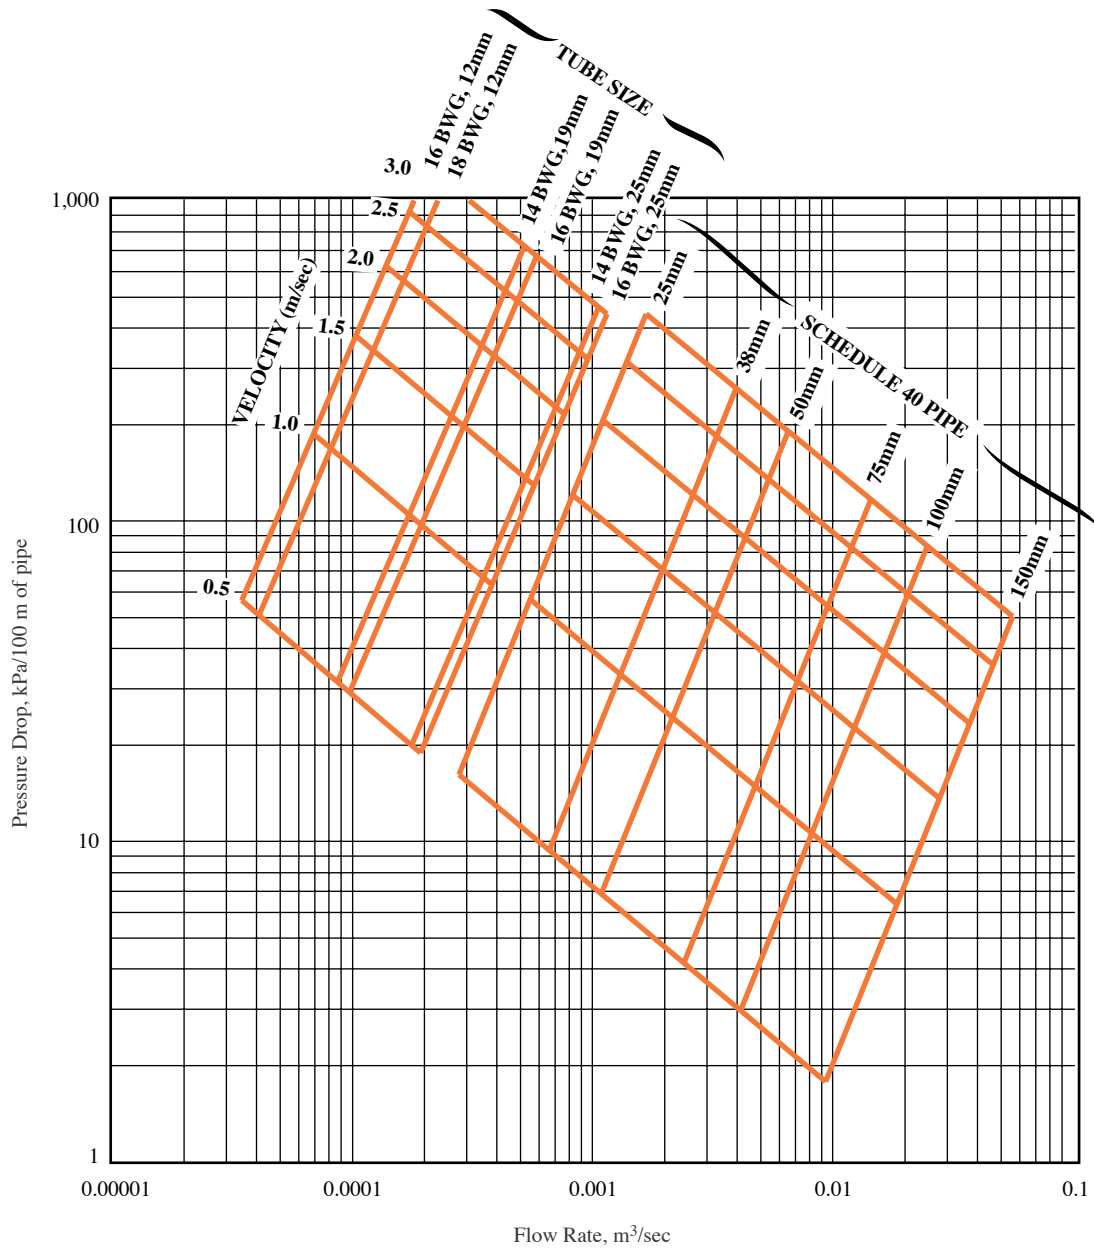 TUBE SIZE
16 BWG, 12mm
18 BWG, 12mm
14 BWG,19mm
16 BWG, 19mm
14 BWG, 25mm
16 BWG, 25mm
SCHEDULE 40 PIPE
25mm
38mm
50mm
75mm
100mm
150mm
VELOCITY (m/sec)
3.0
2.5
2.0
1.5
1.0
0.5
Pressure Drop, kPa/100 m of pipe
1,000
100
10
1
0.00001
0.0001
0.001
0.01
0.1
Flow Rate, m³/sec